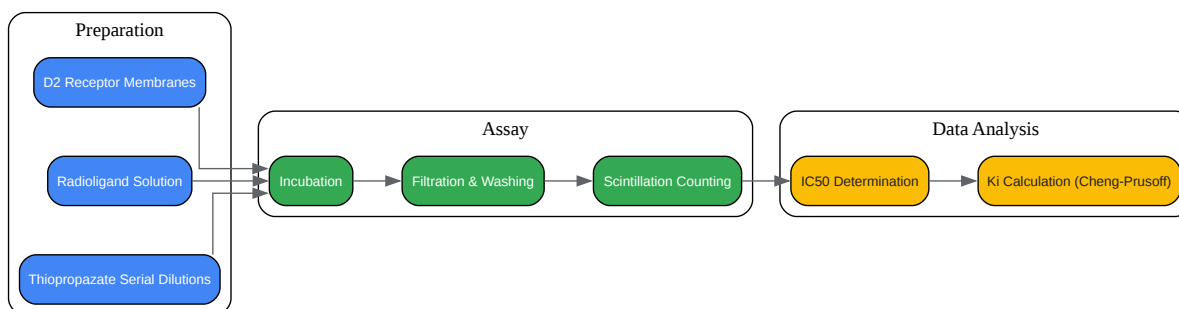 Preparation
D2 Receptor Membranes
Radioligand Solution
Thiopropazate Serial Dilutions
Assay
Incubation
Filtration & Washing
Scintillation Counting
Data Analysis
IC50 Determination
Ki Calculation (Cheng-Prusoff)